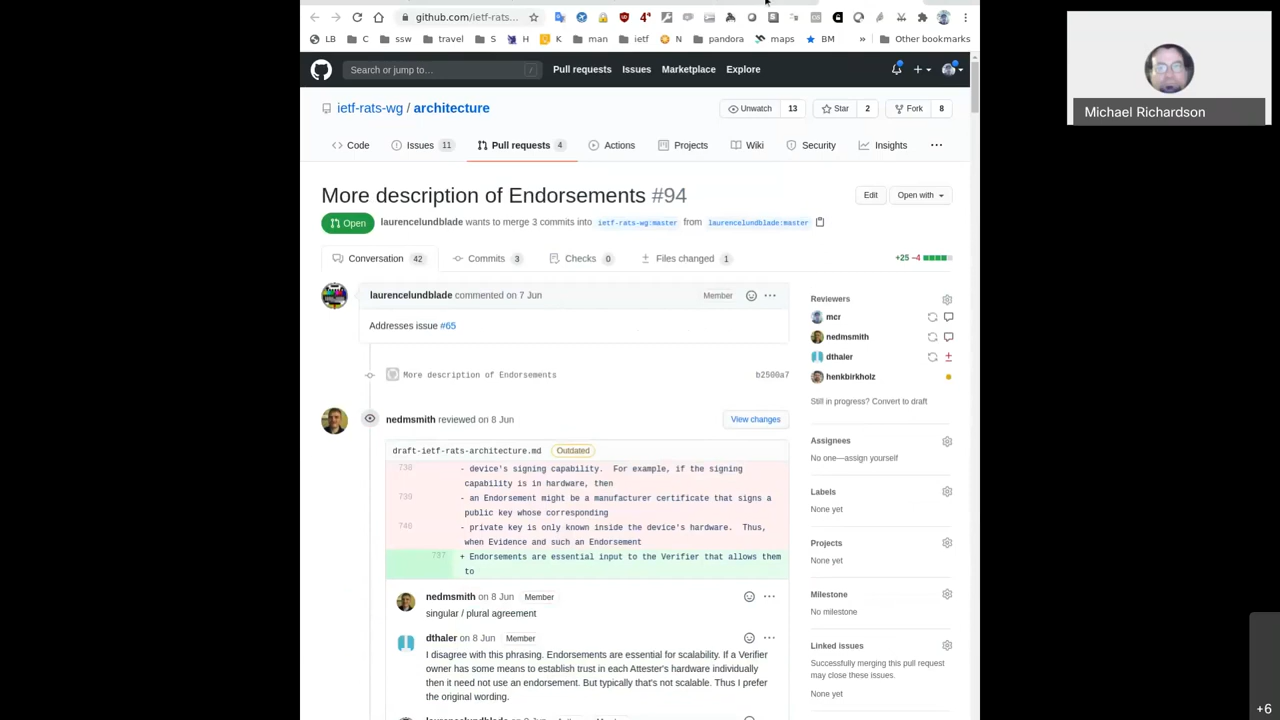 github.com/ietf-rats...
LB
C
ssw
travel
S
H
K
man
ietf
N
pandora
maps
BM
»
Other bookmarks
Search or jump to…
/
Pull requests
Issues
Marketplace
Explore
ietf-rats-wg / architecture
Unwatch 13
Star 2
Fork 8
Code
Issues 11
Pull requests 4
Actions
Projects
Wiki
Security
Insights
More description of Endorsements #94
Edit
Open with
Open
laurencelundblade wants to merge 3 commits into ietf-rats-wg:master from laurencelundblade:master
Conversation 42
Commits 3
Checks 0
Files changed 1
+25 −4
laurencelundblade commented on 7 Jun
Member
Addresses issue #65
More description of Endorsements
b2500a7
nedmsmith reviewed on 8 Jun
View changes
draft-ietf-rats-architecture.md
Outdated
738 - device's signing capability. For example, if the signing
capability is in hardware, then
739 - an Endorsement might be a manufacturer certificate that signs a
public key whose corresponding
740 - private key is only known inside the device's hardware. Thus,
when Evidence and such an Endorsement
737 + Endorsements are essential input to the Verifier that allows them
to
nedmsmith on 8 Jun
Member
singular / plural agreement
dthaler on 8 Jun
Member
I disagree with this phrasing. Endorsements are essential for scalability. If a Verifier
owner has some means to establish trust in each Attester's hardware individually
then it need not use an endorsement. But typically that's not scalable. Thus I prefer
the original wording.
Reviewers
mcr
nedmsmith
dthaler
henkbirkholz
Still in progress? Convert to draft
Assignees
No one—assign yourself
Labels
None yet
Projects
None yet
Milestone
No milestone
Linked issues
Successfully merging this pull request
may close these issues.
None yet
Michael Richardson
+6